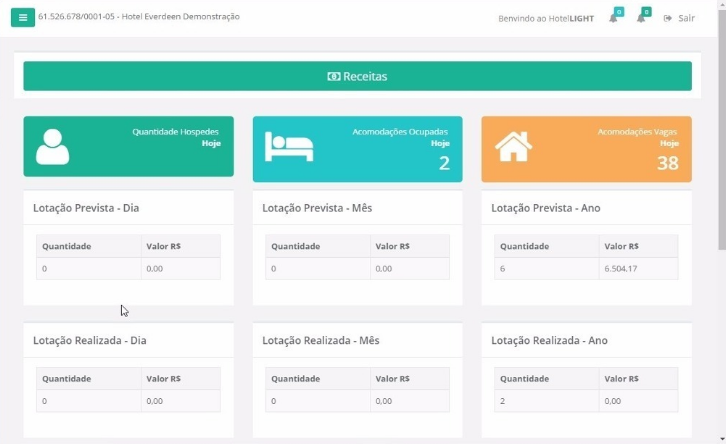 61.526.678/0001-05 - Hotel Everdeen Demonstração
Benvindo ao HotelLIGHT
0
0
Sair
Receitas
Quantidade Hospedes
Hoje
Acomodações Ocupadas
Hoje
2
Acomodações Vagas
Hoje
38
Lotação Prevista - Dia
Quantidade Valor R$
0 0,00
Lotação Prevista - Mês
Quantidade Valor R$
0 0,00
Lotação Prevista - Ano
Quantidade Valor R$
6 6.504,17
Lotação Realizada - Dia
Quantidade Valor R$
0 0,00
Lotação Realizada - Mês
Quantidade Valor R$
0 0,00
Lotação Realizada - Ano
Quantidade Valor R$
2 0,00